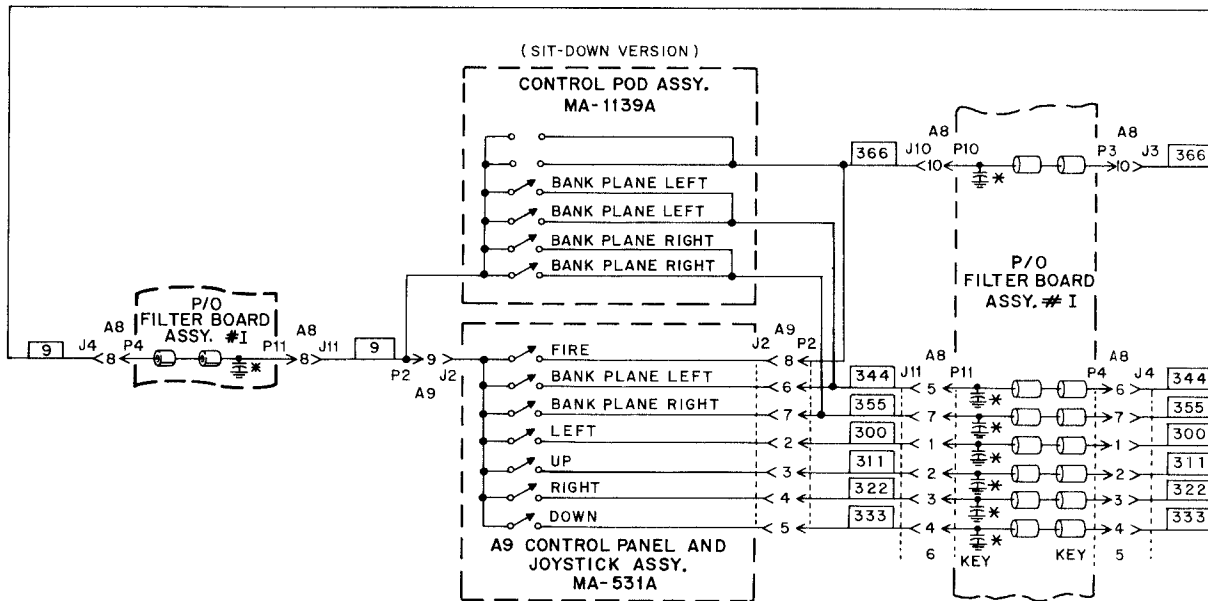 (SIT-DOWN VERSION)
CONTROL POD ASSY.
MA-1139A
BANK PLANE LEFT
BANK PLANE LEFT
BANK PLANE RIGHT
BANK PLANE RIGHT
366
A8
J10 P10
10
*
A8
P3 J3
10
366
P/O
FILTER BOARD
ASSY. #1
P/O
FILTER BOARD
ASSY. #1
9
A8
J4 P4
8
*
P11
A8
8
J11
9
P2
9
J2
A9
FIRE
BANK PLANE LEFT
BANK PLANE RIGHT
LEFT
UP
RIGHT
DOWN
A9 CONTROL PANEL AND
JOYSTICK ASSY.
MA-531A
A9
J2 P2
8
6
7
2
3
4
5
344
355
300
311
322
333
A8
J11 P11
5
7
1
2
3
4
6
KEY
*
*
*
*
*
*
A8
P4 J4
6
7
1
2
3
4
KEY
5
344
355
300
311
322
333